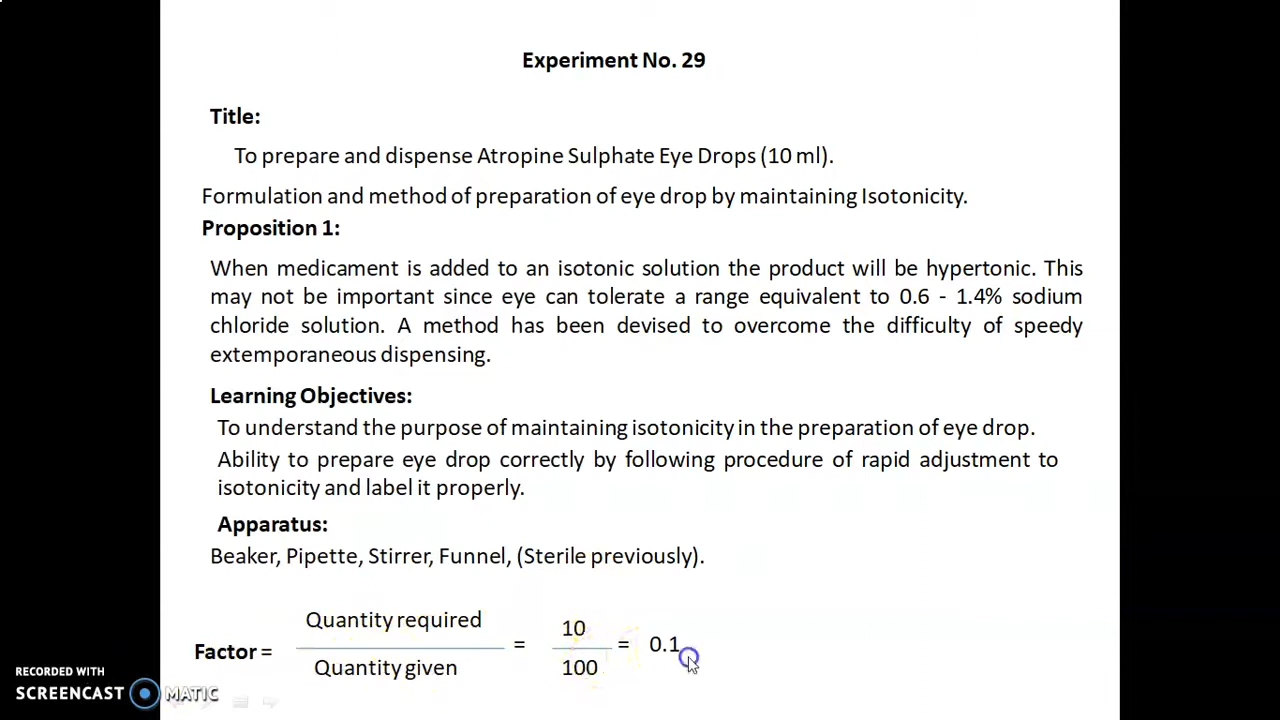 Experiment No. 29
Title:
To prepare and dispense Atropine Sulphate Eye Drops (10 ml).
Formulation and method of preparation of eye drop by maintaining Isotonicity.
Proposition 1:
When medicament is added to an isotonic solution the product will be hypertonic. This
may not be important since eye can tolerate a range equivalent to 0.6 - 1.4% sodium
chloride solution. A method has been devised to overcome the difficulty of speedy
extemporaneous dispensing.
Learning Objectives:
To understand the purpose of maintaining isotonicity in the preparation of eye drop.
Ability to prepare eye drop correctly by following procedure of rapid adjustment to
isotonicity and label it properly.
Apparatus:
Beaker, Pipette, Stirrer, Funnel, (Sterile previously).
Quantity required
10
Factor =
=
=
0.1
Quantity given
100
RECORDED WITH
SCREENCAST MATIC